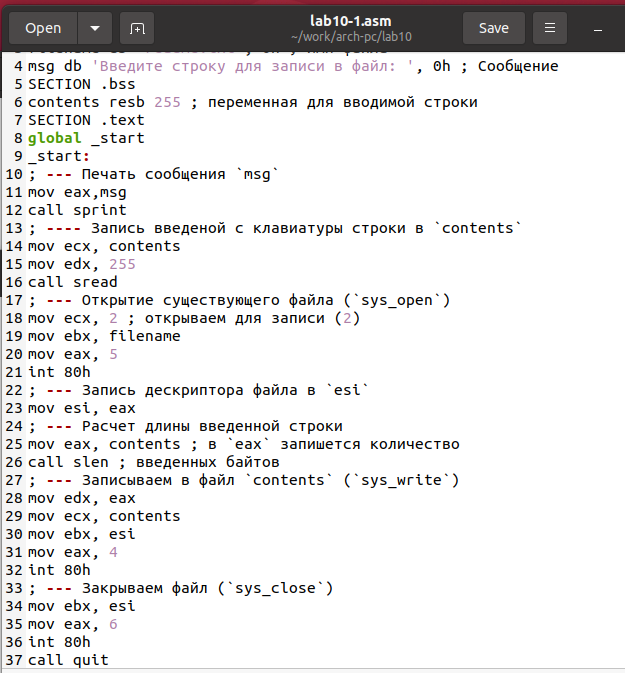 Open
lab10-1.asm
~/work/arch-pc/lab10
Save
4 msg db 'Введите строку для записи в файл: ', 0h ; Сообщение
5 SECTION .bss
6 contents resb 255 ; переменная для вводимой строки
7 SECTION .text
8 global _start
9 _start:
10 ; --- Печать сообщения `msg`
11 mov eax,msg
12 call sprint
13 ; ---- Запись введеной с клавиатуры строки в `contents`
14 mov ecx, contents
15 mov edx, 255
16 call sread
17 ; --- Открытие существующего файла (`sys_open`)
18 mov ecx, 2 ; открываем для записи (2)
19 mov ebx, filename
20 mov eax, 5
21 int 80h
22 ; --- Запись дескриптора файла в `esi`
23 mov esi, eax
24 ; --- Расчет длины введенной строки
25 mov eax, contents ; в `eax` запишется количество
26 call slen ; введенных байтов
27 ; --- Записываем в файл `contents` (`sys_write`)
28 mov edx, eax
29 mov ecx, contents
30 mov ebx, esi
31 mov eax, 4
32 int 80h
33 ; --- Закрываем файл (`sys_close`)
34 mov ebx, esi
35 mov eax, 6
36 int 80h
37 call quit